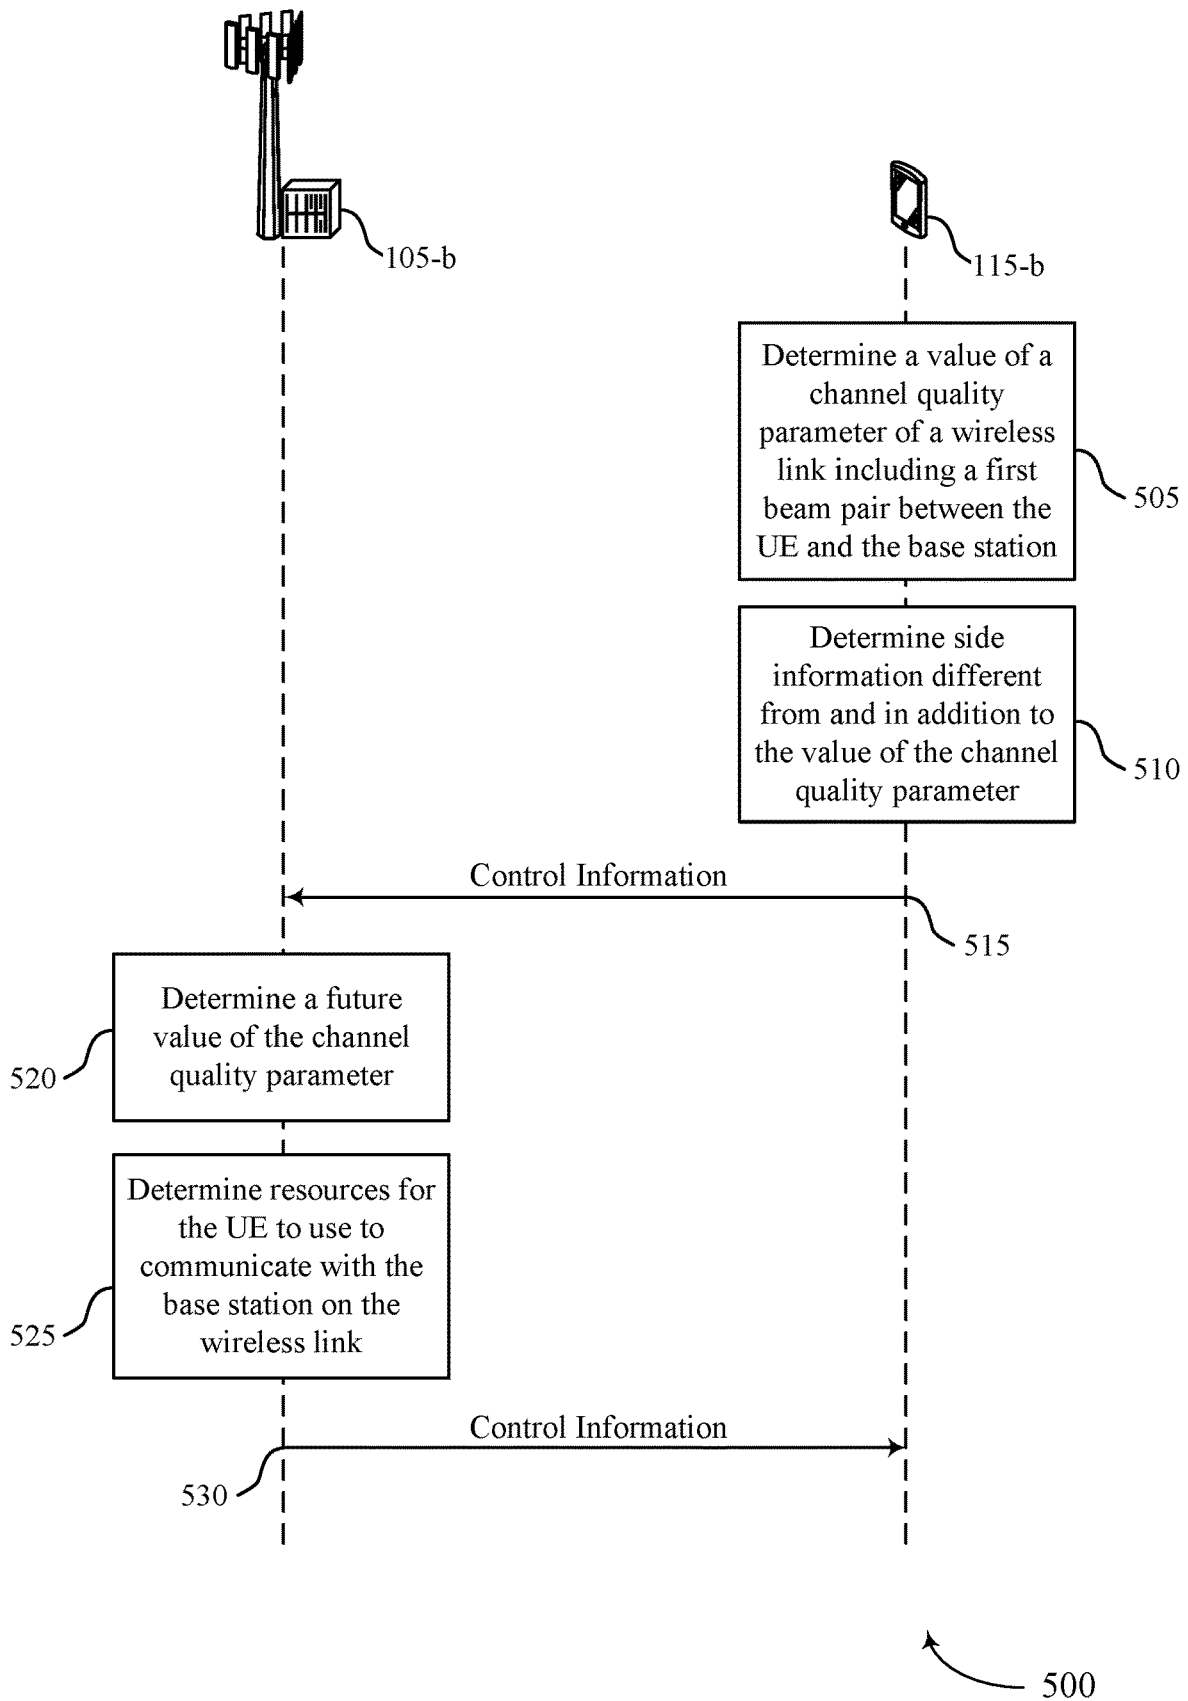 105-b
115-b
Determine a value of a
channel quality
parameter of a wireless
link including a first
beam pair between the
UE and the base station
505
Determine side
information different
from and in addition to
the value of the channel
quality parameter
510
Control Information
515
Determine a future
value of the channel
quality parameter
520
Determine resources for
the UE to use to
communicate with the
base station on the
wireless link
525
Control Information
530
500